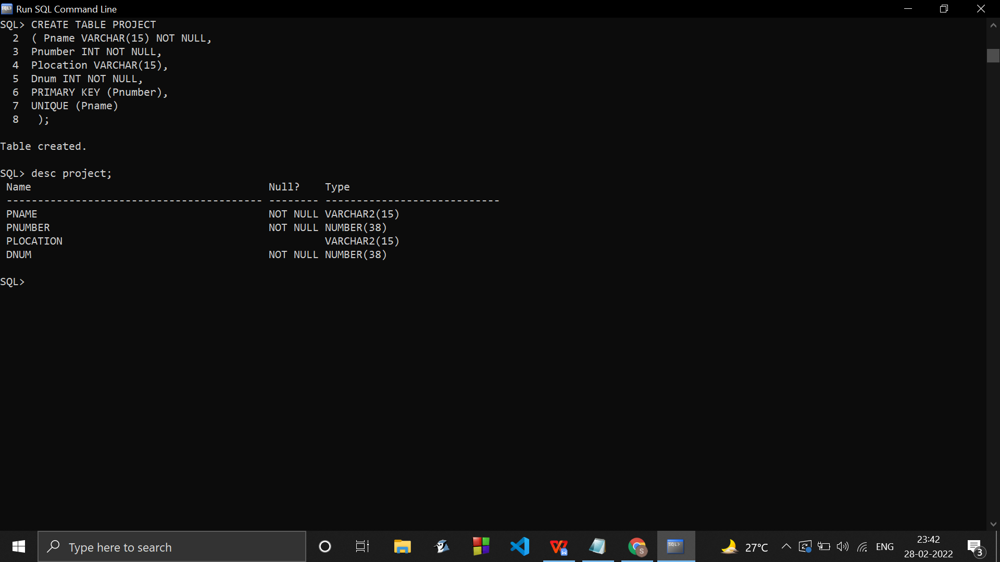 Run SQL Command Line
SQL> CREATE TABLE PROJECT
  2  ( Pname VARCHAR(15) NOT NULL,
  3  Pnumber INT NOT NULL,
  4  Plocation VARCHAR(15),
  5  Dnum INT NOT NULL,
  6  PRIMARY KEY (Pnumber),
  7  UNIQUE (Pname)
  8   );
Table created.
SQL> desc project;
 Name                                      Null?    Type
 ----------------------------------------- -------- ----------------------------
 PNAME                                     NOT NULL VARCHAR2(15)
 PNUMBER                                   NOT NULL NUMBER(38)
 PLOCATION                                          VARCHAR2(15)
 DNUM                                      NOT NULL NUMBER(38)
SQL>
Type here to search
27°C
ENG
23:42
28-02-2022
3